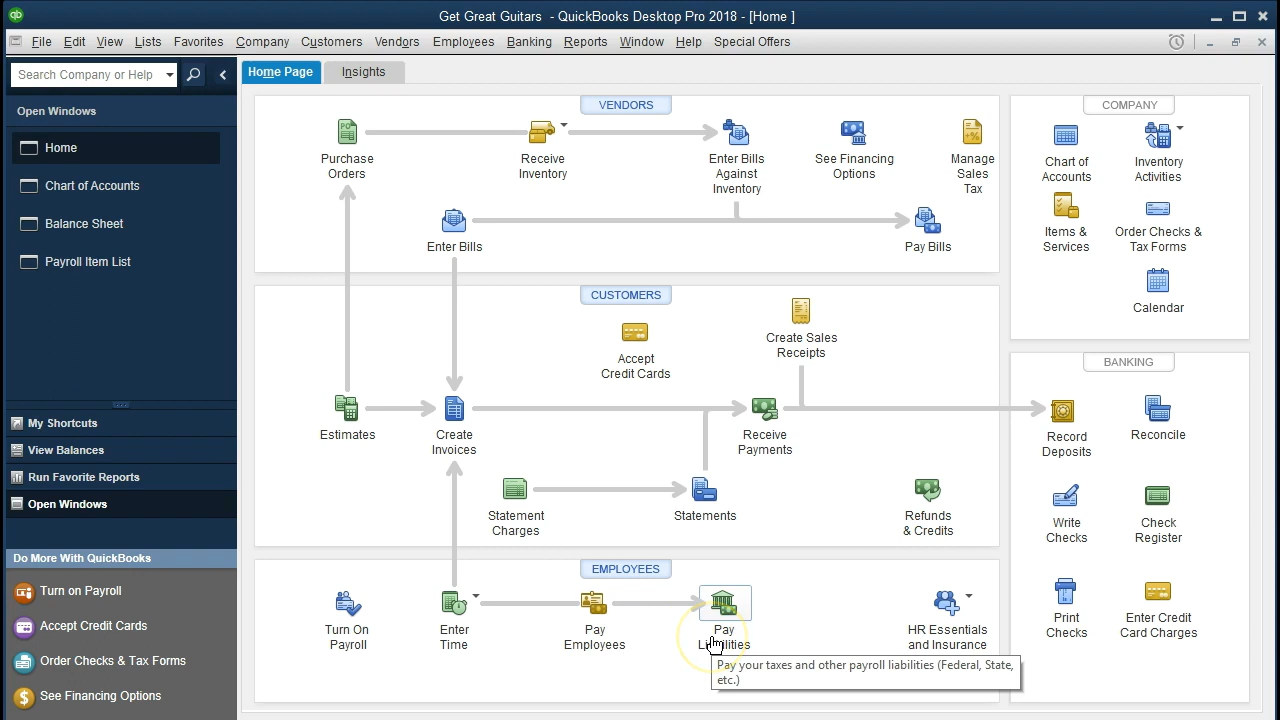 qb
Get Great Guitars - QuickBooks Desktop Pro 2018 - [Home ]
File Edit View Lists Favorites Company Customers Vendors Employees Banking Reports Window Help Special Offers
Search Company or Help
Home Page Insights
Open Windows
Home
Chart of Accounts
Balance Sheet
Payroll Item List
My Shortcuts
View Balances
Run Favorite Reports
Open Windows
Do More With QuickBooks
Turn on Payroll
Accept Credit Cards
Order Checks & Tax Forms
See Financing Options
VENDORS
Purchase
Orders
Receive
Inventory
Enter Bills
Against
Inventory
See Financing
Options
Manage
Sales
Tax
Enter Bills
Pay Bills
CUSTOMERS
Accept
Credit Cards
Create Sales
Receipts
Estimates
Create
Invoices
Receive
Payments
Statement
Charges
Statements
Refunds
& Credits
EMPLOYEES
Turn On
Payroll
Enter
Time
Pay
Employees
Pay
Liabilities
HR Essentials
and Insurance
Pay your taxes and other payroll liabilities (Federal, State,
etc.)
COMPANY
Chart of
Accounts
Inventory
Activities
Items &
Services
Order Checks &
Tax Forms
Calendar
BANKING
Record
Deposits
Reconcile
Write
Checks
Check
Register
Print
Checks
Enter Credit
Card Charges